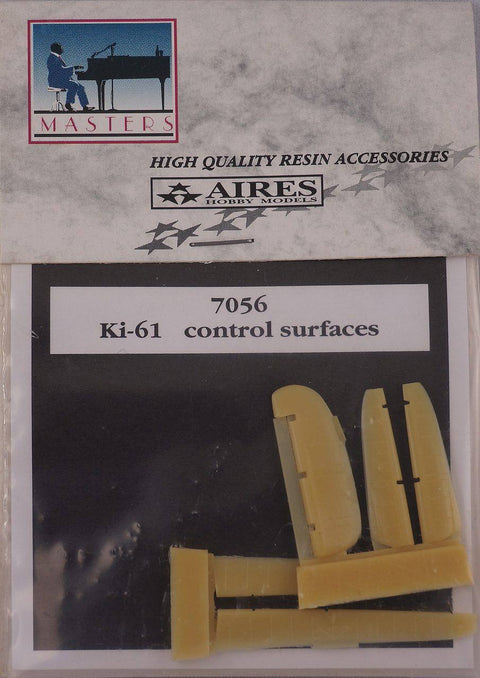 MASTERS
HIGH QUALITY RESIN ACCESSORIES
AIRES
HOBBY MODELS
7056
Ki-61 control surfaces